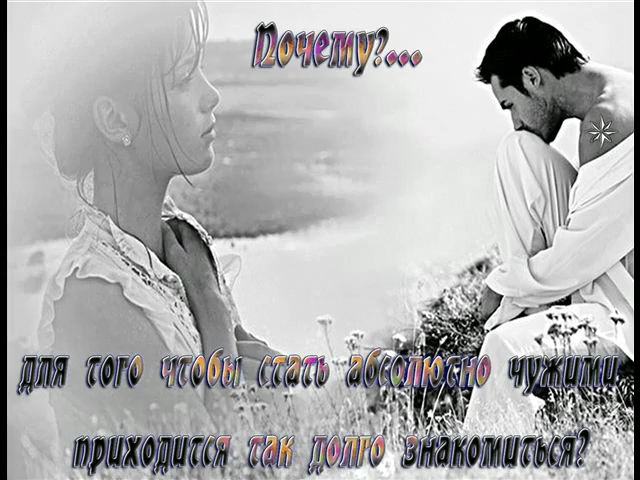 Почему?...
для того чтобы стать абсолютно чужими
приходится так долго знакомиться?